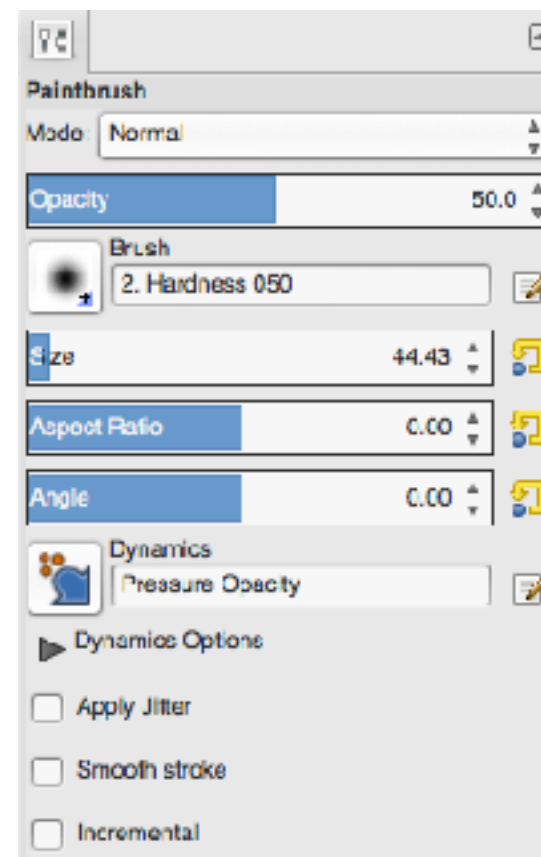 Paintbrush
Mode: Normal
Opacity 50.0
Brush
2. Hardness 050
Size 44.43
Aspect Ratio 0.00
Angle 0.00
Dynamics
Pressure Opacity
Dynamics Options
Apply Jitter
Smooth stroke
Incremental